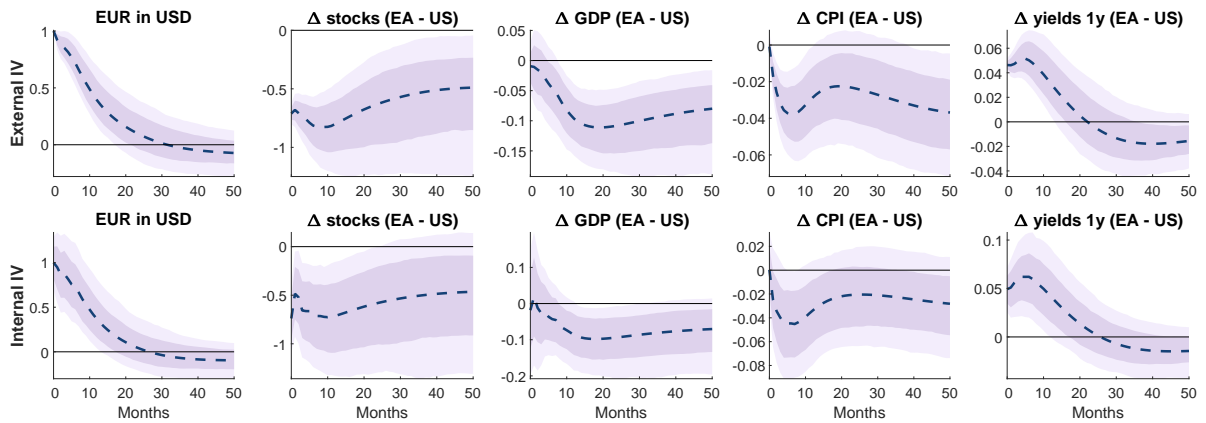 EUR in USD
Δ stocks (EA - US)
Δ GDP (EA - US)
Δ CPI (EA - US)
Δ yields 1y (EA - US)
External IV
1
0.5
0
0 10 20 30 40 50
0
-0.5
-1
0 10 20 30 40 50
0.05
0
-0.05
-0.1
-0.15
0 10 20 30 40 50
0
-0.02
-0.04
-0.06
0 10 20 30 40 50
0.06
0.04
0.02
0
-0.02
-0.04
0 10 20 30 40 50
EUR in USD
Δ stocks (EA - US)
Δ GDP (EA - US)
Δ CPI (EA - US)
Δ yields 1y (EA - US)
Internal IV
1
0.5
0
0 10 20 30 40 50
Months
0
-0.5
-1
0 10 20 30 40 50
Months
0.1
0
-0.1
-0.2
0 10 20 30 40 50
Months
0.02
0
-0.02
-0.04
-0.06
-0.08
0 10 20 30 40 50
Months
0.1
0.05
0
0 10 20 30 40 50
Months